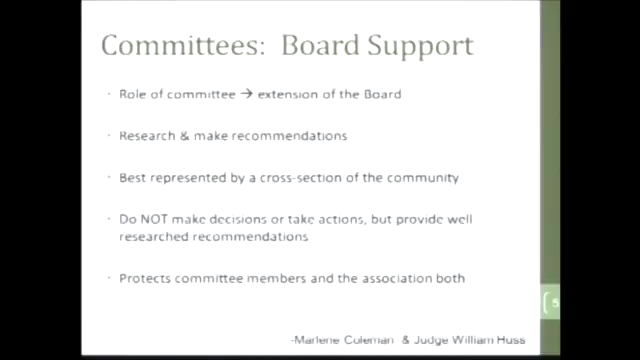 Committees: Board Support
· Role of committee → extension of the Board
· Research & make recommendations
· Best represented by a cross-section of the community
· Do NOT make decisions or take actions, but provide well
researched recommendations
· Protects committee members and the association both
5
-Marlene Coleman & Judge William Huss